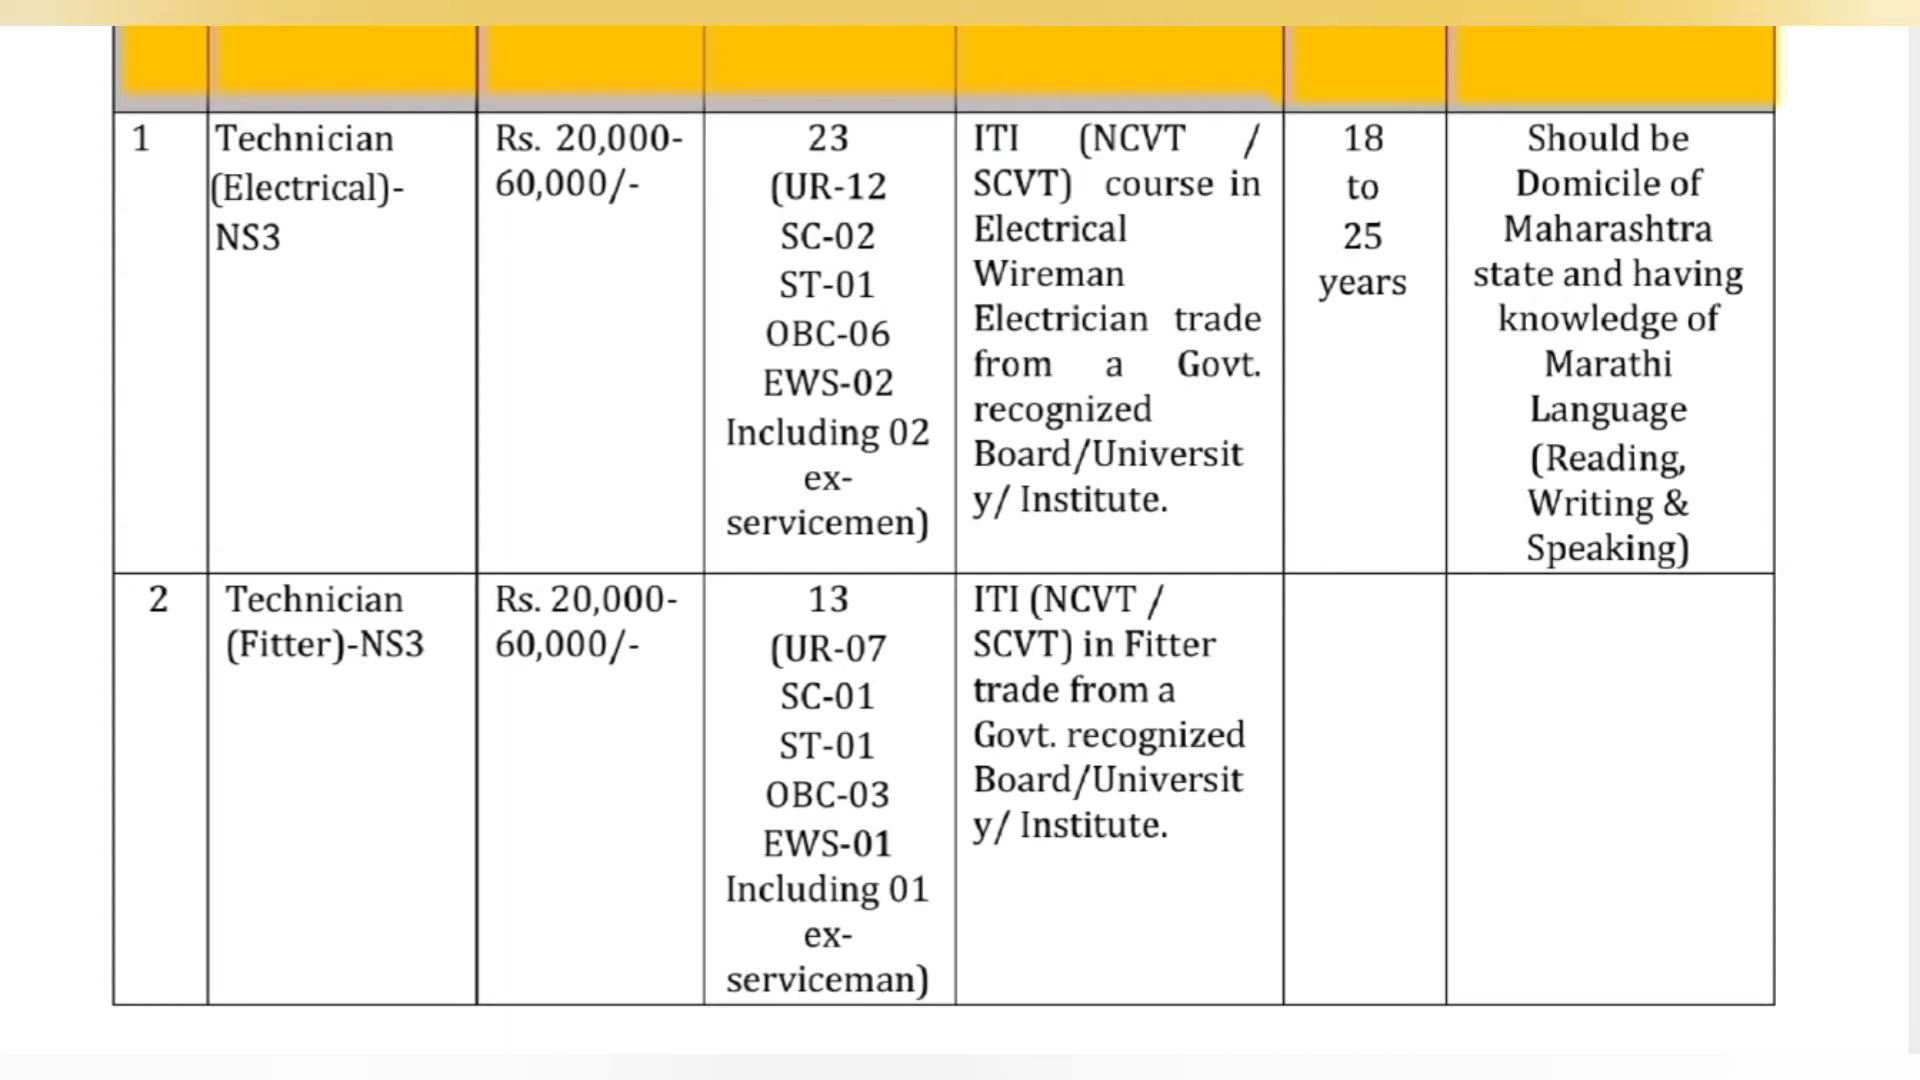 1
Technician
(Electrical)-
NS3
Rs. 20,000-
60,000/-
23
(UR-12
SC-02
ST-01
OBC-06
EWS-02
Including 02
ex-
servicemen)
ITI (NCVT /
SCVT) course in
Electrical
Wireman
Electrician trade
from a Govt.
recognized
Board/Universit
y/ Institute.
18
to
25
years
Should be
Domicile of
Maharashtra
state and having
knowledge of
Marathi
Language
(Reading,
Writing &
Speaking)
2
Technician
(Fitter)-NS3
Rs. 20,000-
60,000/-
13
(UR-07
SC-01
ST-01
OBC-03
EWS-01
Including 01
ex-
serviceman)
ITI (NCVT /
SCVT) in Fitter
trade from a
Govt. recognized
Board/Universit
y/ Institute.